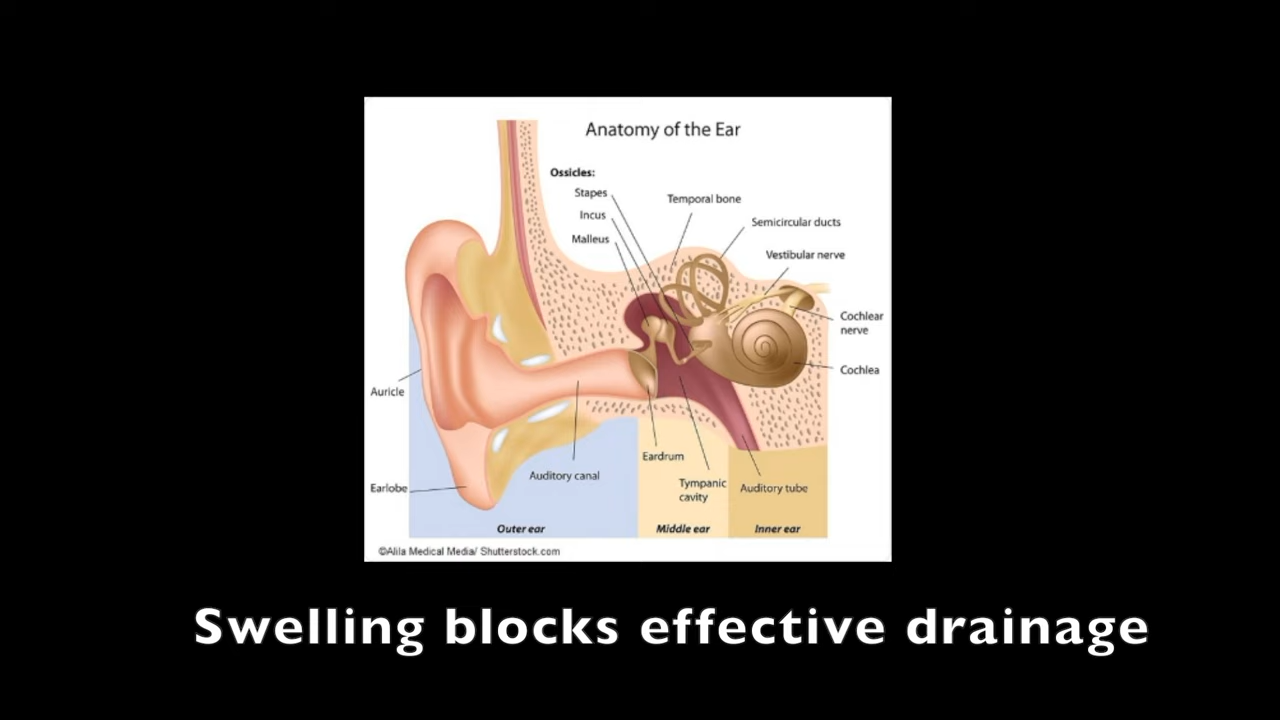 Anatomy of the Ear
Ossicles:
Stapes
Incus
Malleus
Temporal bone
Semicircular ducts
Vestibular nerve
Cochlear
nerve
Cochlea
Auricle
Earlobe
Auditory canal
Eardrum
Tympanic
cavity
Auditory tube
Outer ear
Middle ear
Inner ear
©Alila Medical Media/ Shutterstock.com
Swelling blocks effective drainage